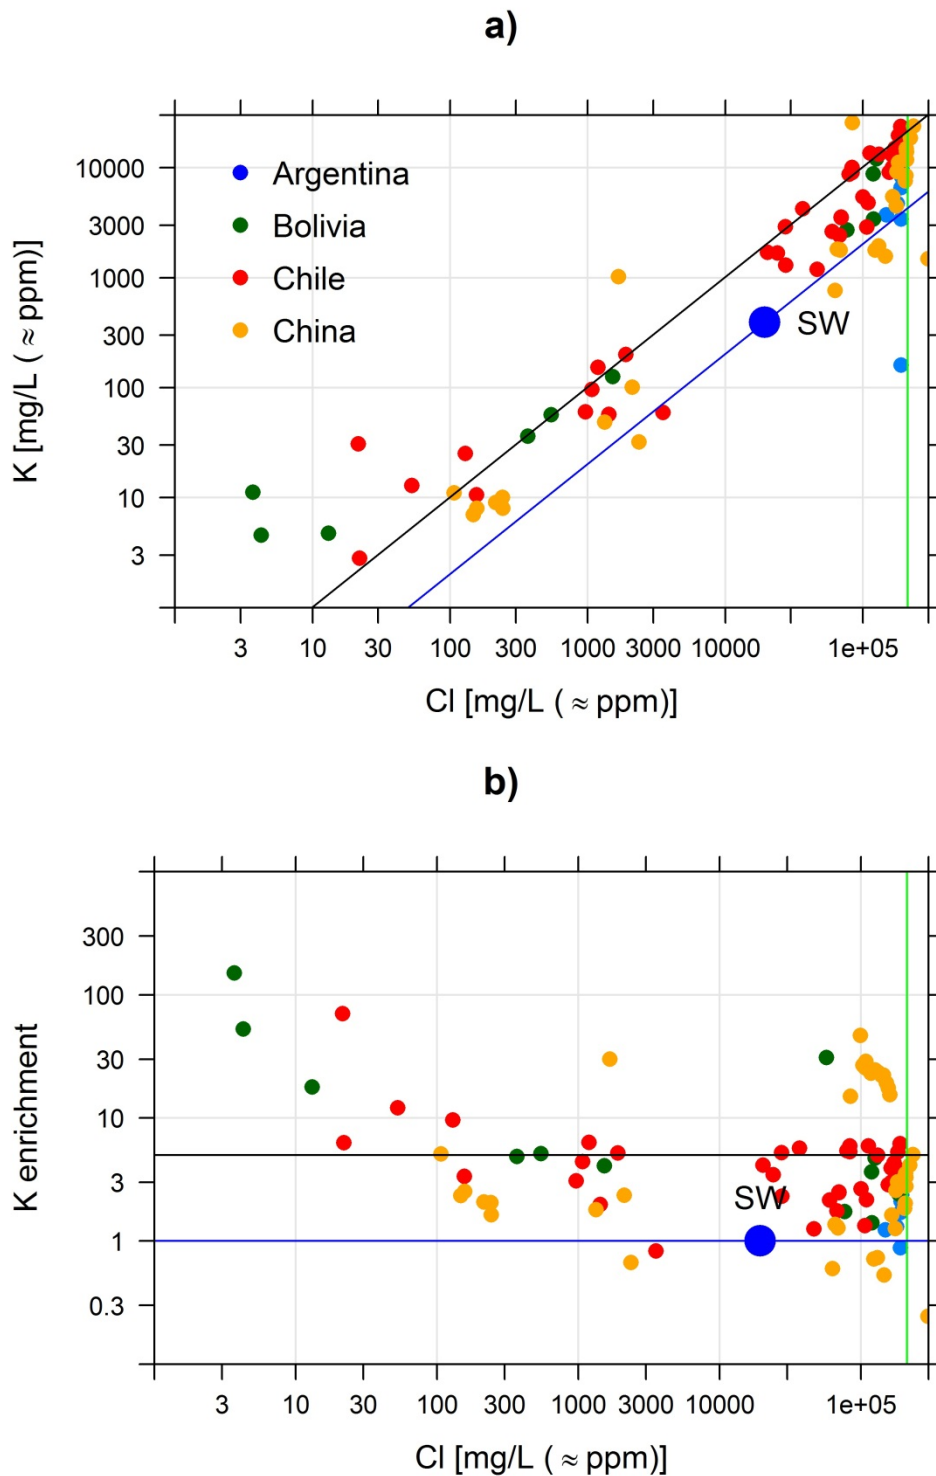 a)
10000
3000
1000
300
100
30
10
3
K [mg/L ( ≈ ppm)]
Argentina
Bolivia
Chile
China
SW
3 10 30 100 300 1000 3000 10000 1e+05
Cl [mg/L ( ≈ ppm)]
b)
300
100
30
10
3
1
0.3
K enrichment
SW
3 10 30 100 300 1000 3000 10000 1e+05
Cl [mg/L ( ≈ ppm)]